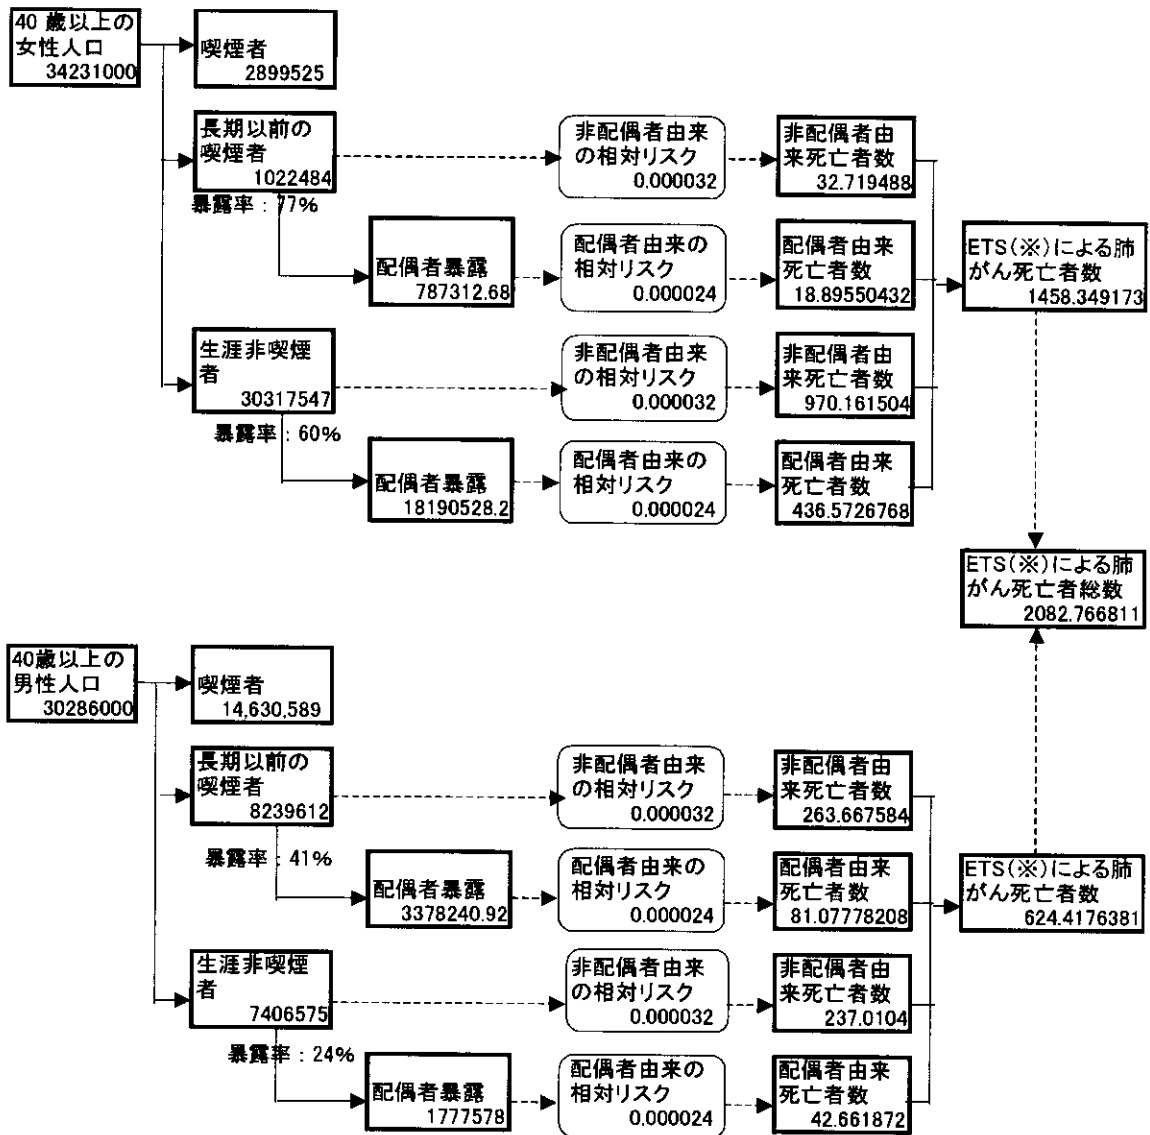 40 歳以上の
女性人口
34231000
喫煙者
2899525
長期以前の
喫煙者
1022484
暴露率：77%
非配偶者由来
の相対リスク
0.000032
非配偶者由
来死亡者数
32.719488
配偶者暴露
787312.68
配偶者由来の
相対リスク
0.000024
配偶者由来
死亡者数
18.89550432
ETS(※)による肺
がん死亡者数
1458.349173
生涯非喫煙
者
30317547
暴露率：60%
非配偶者由来
の相対リスク
0.000032
非配偶者由
来死亡者数
970.161504
配偶者暴露
18190528.2
配偶者由来の
相対リスク
0.000024
配偶者由来
死亡者数
436.5726768
ETS(※)による肺
がん死亡者総数
2082.766811
40歳以上の
男性人口
30286000
喫煙者
14,630,589
長期以前の
喫煙者
8239612
暴露率：41%
非配偶者由来
の相対リスク
0.000032
非配偶者由
来死亡者数
263.667584
配偶者暴露
3378240.92
配偶者由来の
相対リスク
0.000024
配偶者由来
死亡者数
81.07778208
ETS(※)による肺
がん死亡者数
624.4176381
生涯非喫煙
者
7406575
暴露率：24%
非配偶者由来
の相対リスク
0.000032
非配偶者由
来死亡者数
237.0104
配偶者暴露
1777578
配偶者由来の
相対リスク
0.000024
配偶者由来
死亡者数
42.661872